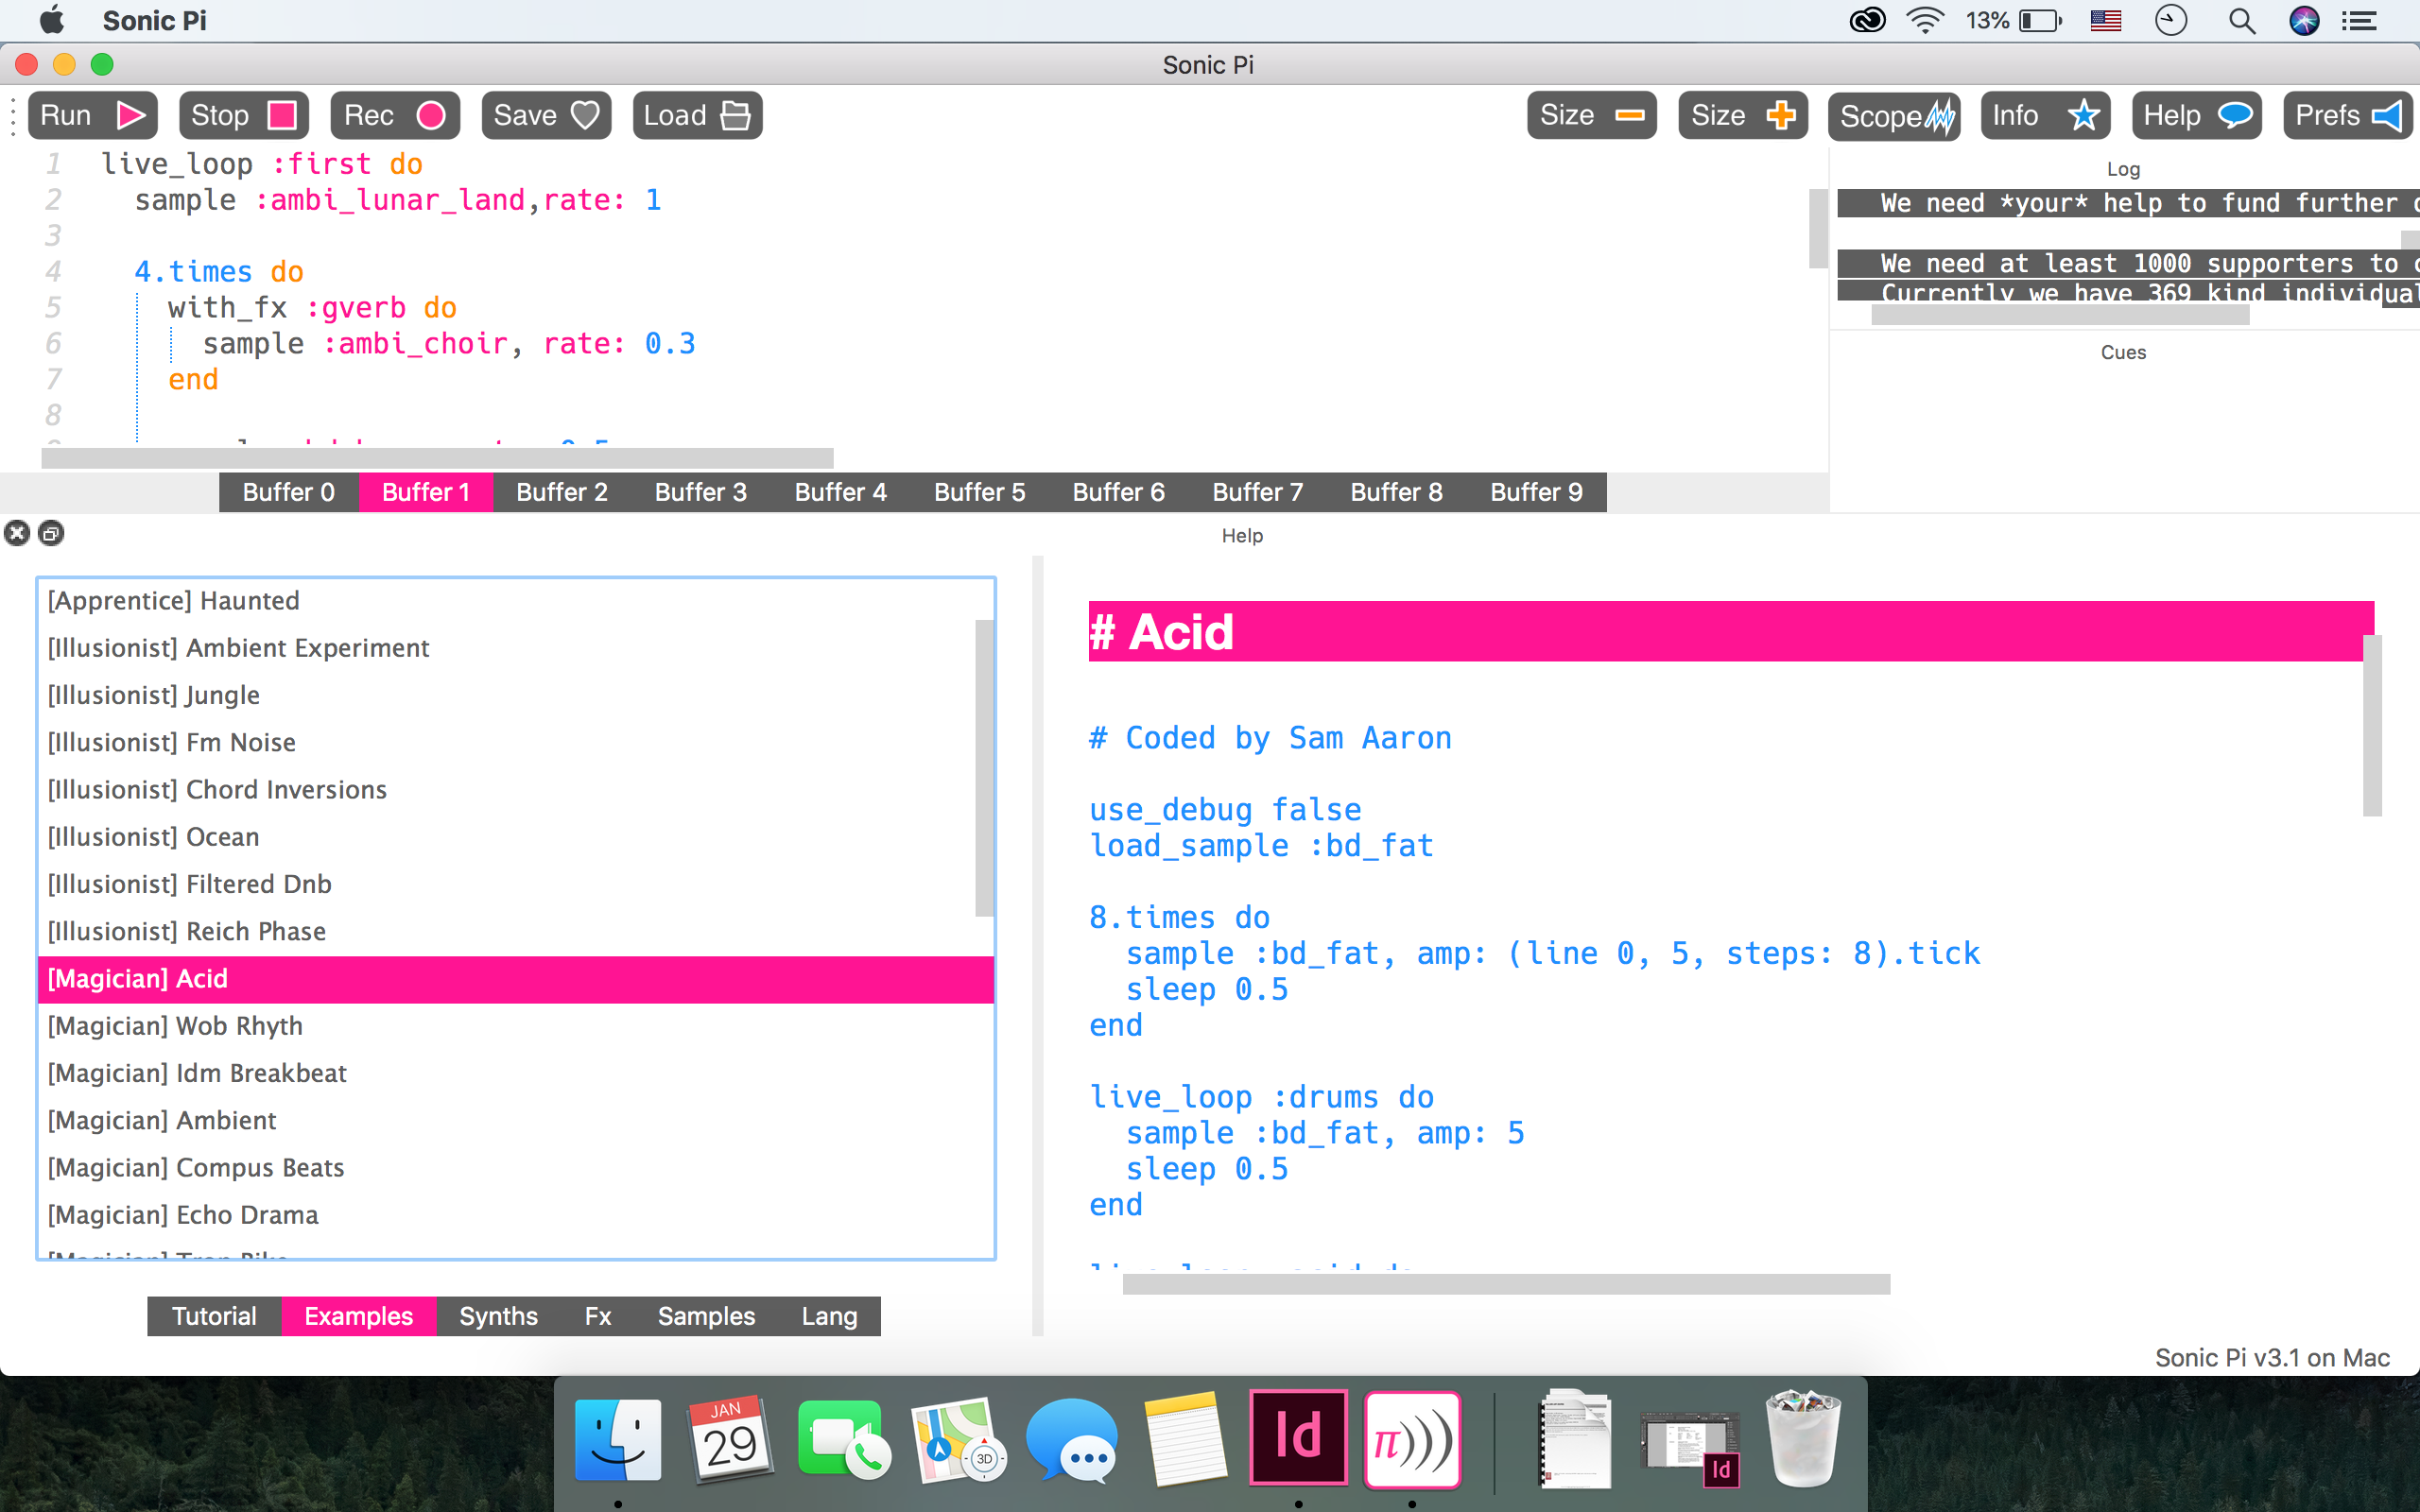 Sonic Pi
13%
Sonic Pi
Run Stop Rec Save Load Size Size Scope Info Help Prefs
1 live_loop :first do
2 sample :ambi_lunar_land,rate: 1
3
4 4.times do
5 with_fx :gverb do
6 sample :ambi_choir, rate: 0.3
7 end
8
Log
We need *your* help to fund further
We need at least 1000 supporters to
Currently we have 369 kind individual
Cues
Buffer 0 Buffer 1 Buffer 2 Buffer 3 Buffer 4 Buffer 5 Buffer 6 Buffer 7 Buffer 8 Buffer 9
Help
[Apprentice] Haunted
[Illusionist] Ambient Experiment
[Illusionist] Jungle
[Illusionist] Fm Noise
[Illusionist] Chord Inversions
[Illusionist] Ocean
[Illusionist] Filtered Dnb
[Illusionist] Reich Phase
[Magician] Acid
[Magician] Wob Rhyth
[Magician] Idm Breakbeat
[Magician] Ambient
[Magician] Compus Beats
[Magician] Echo Drama
Tutorial Examples Synths Fx Samples Lang
# Acid
# Coded by Sam Aaron
use_debug false
load_sample :bd_fat
8.times do
sample :bd_fat, amp: (line 0, 5, steps: 8).tick
sleep 0.5
end
live_loop :drums do
sample :bd_fat, amp: 5
sleep 0.5
end
Sonic Pi v3.1 on Mac
JAN
29
3D
Id
π
Id